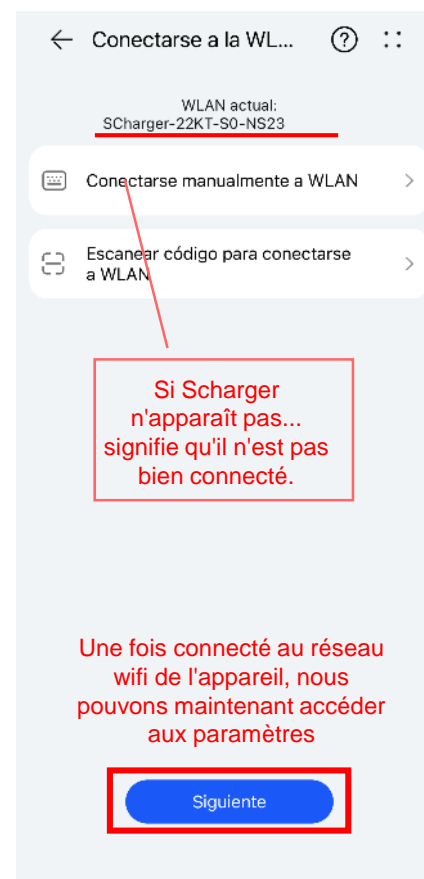 Conectarse a la WL...
WLAN actual:
SCharger-22KT-S0-NS23
Conectarse manualmente a WLAN
Escanear código para conectarse
a WLAN
Si Scharger
n'apparaît pas...
signifie qu'il n'est pas
bien connecté.
Une fois connecté au réseau
wifi de l'appareil, nous
pouvons maintenant accéder
aux paramètres
Siguiente